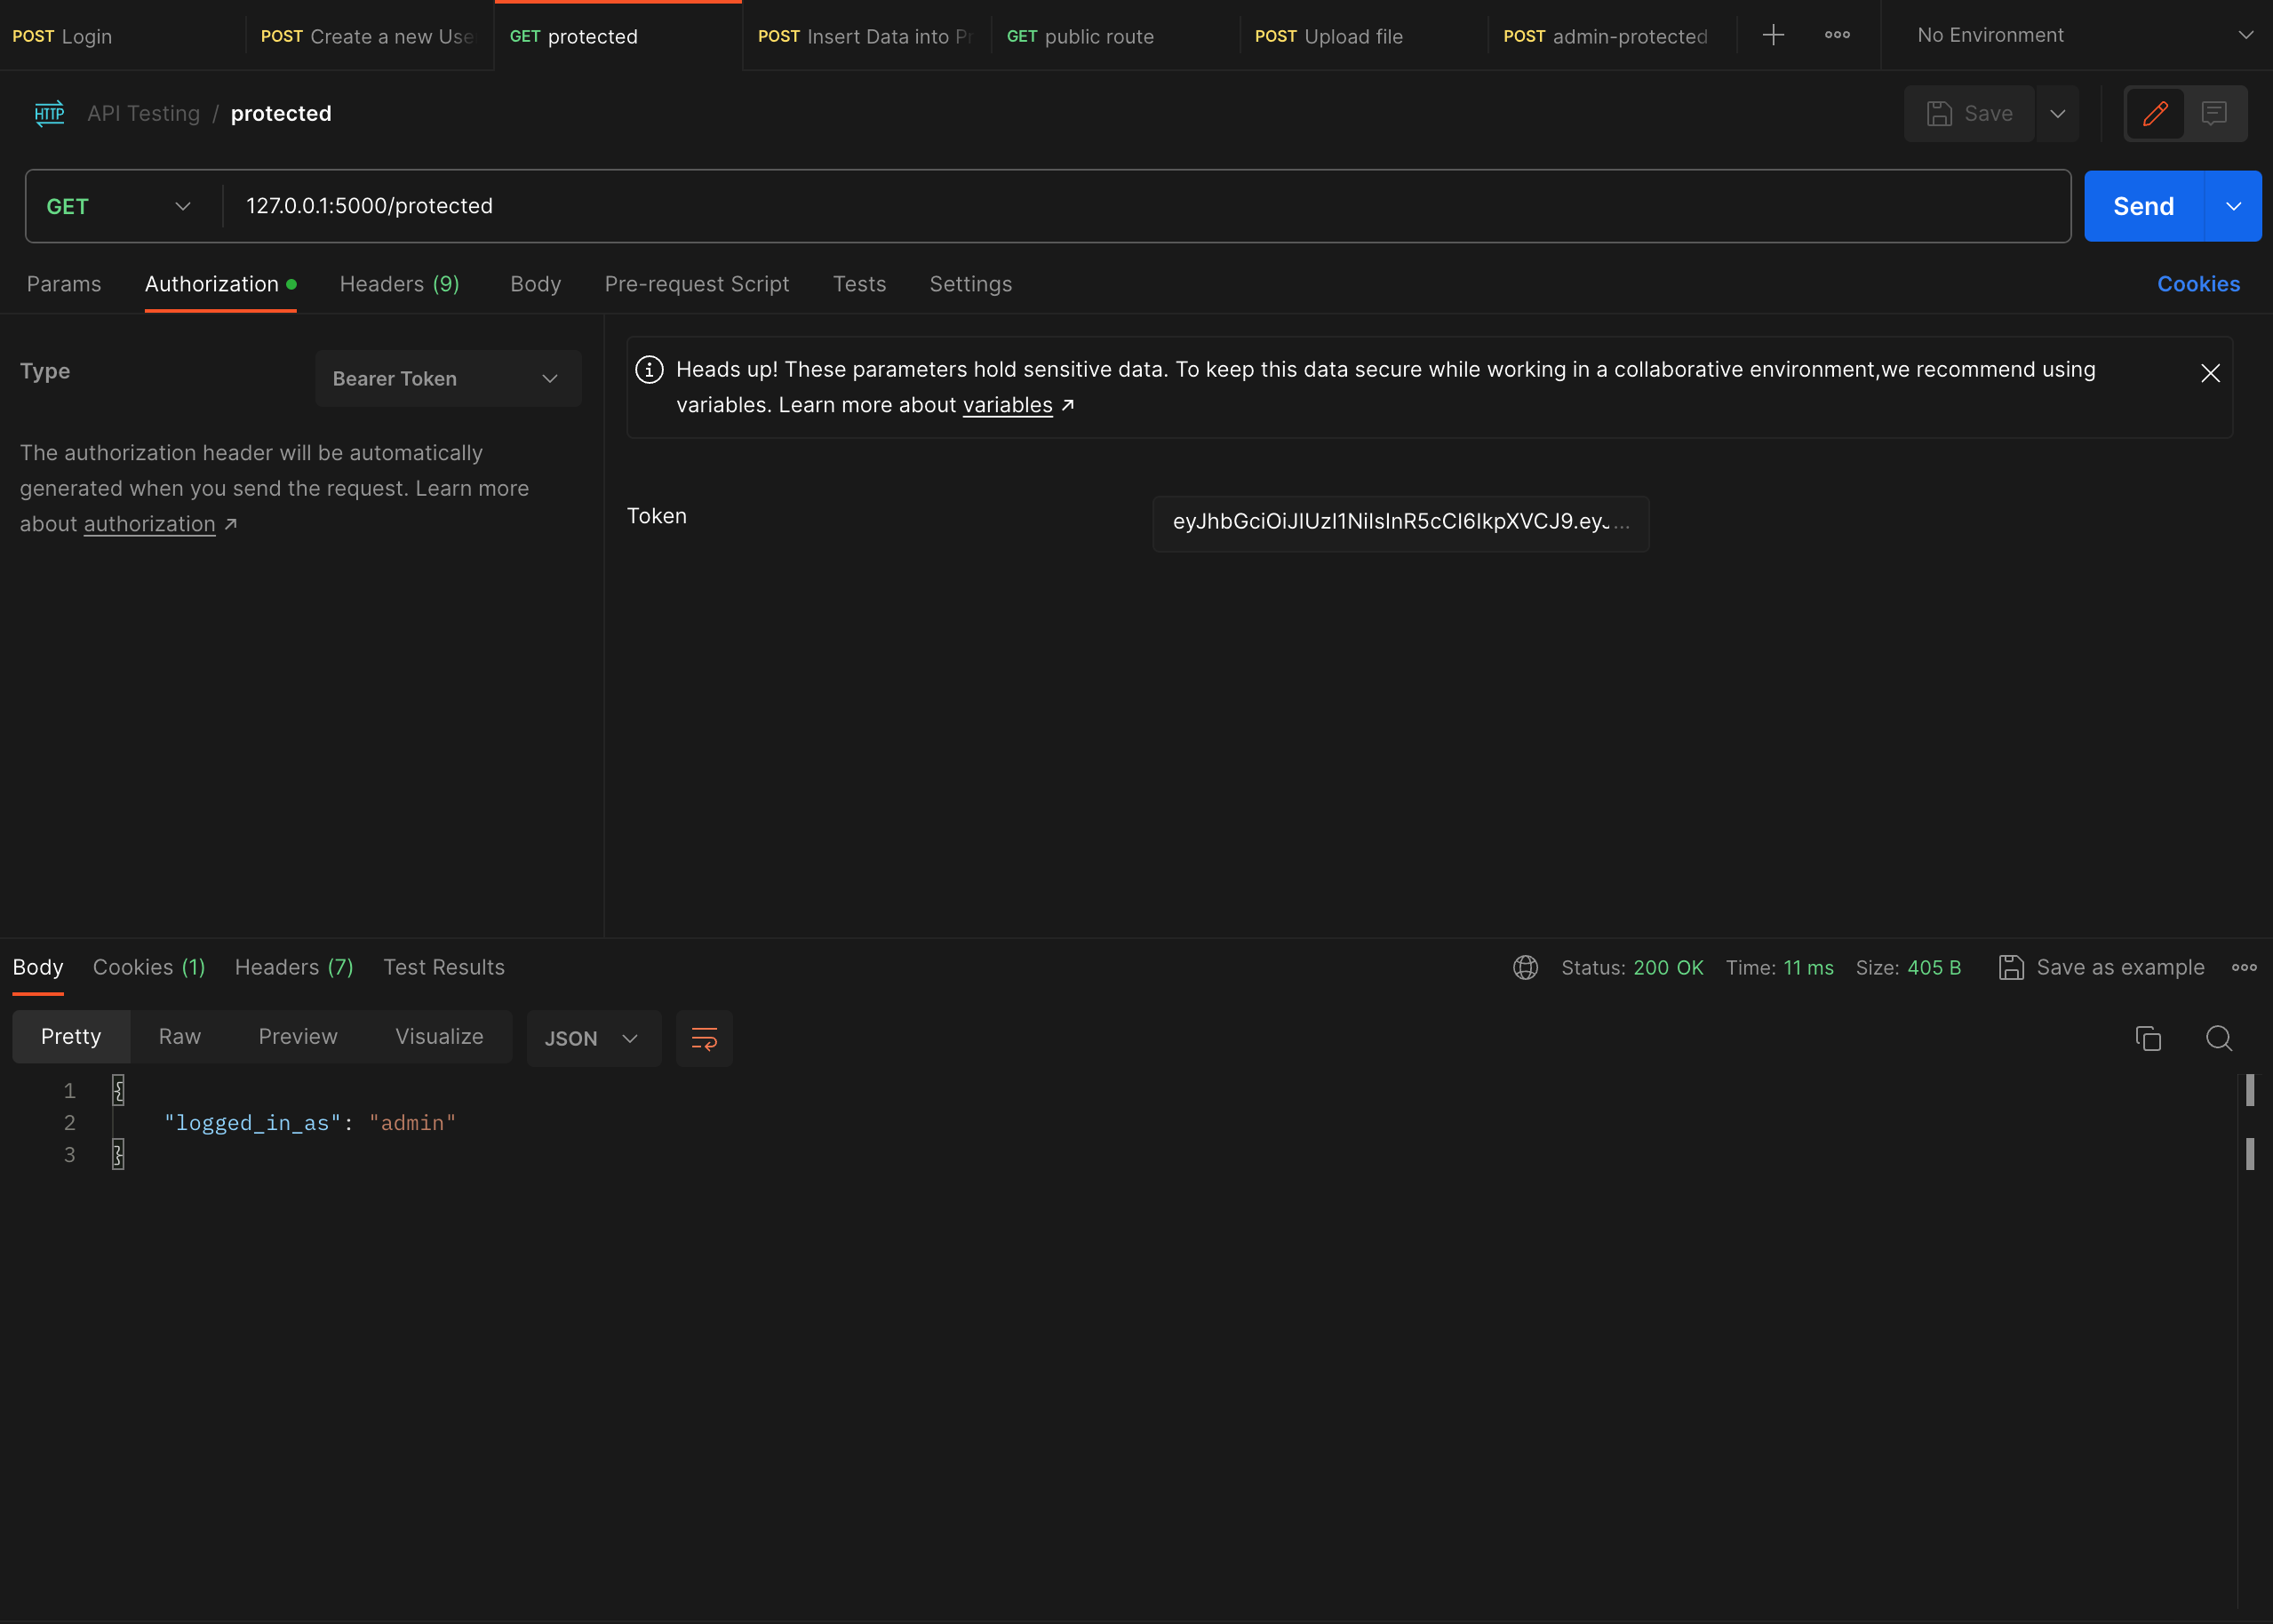 POST Login
POST Create a new Use
GET protected
POST Insert Data into Pr
GET public route
POST Upload file
POST admin-protected
No Environment
HTTP API Testing / protected
Save
GET 127.0.0.1:5000/protected
Send
Params Authorization Headers (9) Body Pre-request Script Tests Settings Cookies
Type Bearer Token
The authorization header will be automatically
generated when you send the request. Learn more
about authorization ↗
Heads up! These parameters hold sensitive data. To keep this data secure while working in a collaborative environment,we recommend using
variables. Learn more about variables ↗
Token eyJhbGciOiJIUzI1NiIsInR5cCI6IkpXVCJ9.eyJ...
Body Cookies (1) Headers (7) Test Results Status: 200 OK Time: 11 ms Size: 405 B Save as example
Pretty Raw Preview Visualize JSON
1 {
2 "logged_in_as": "admin"
3 }